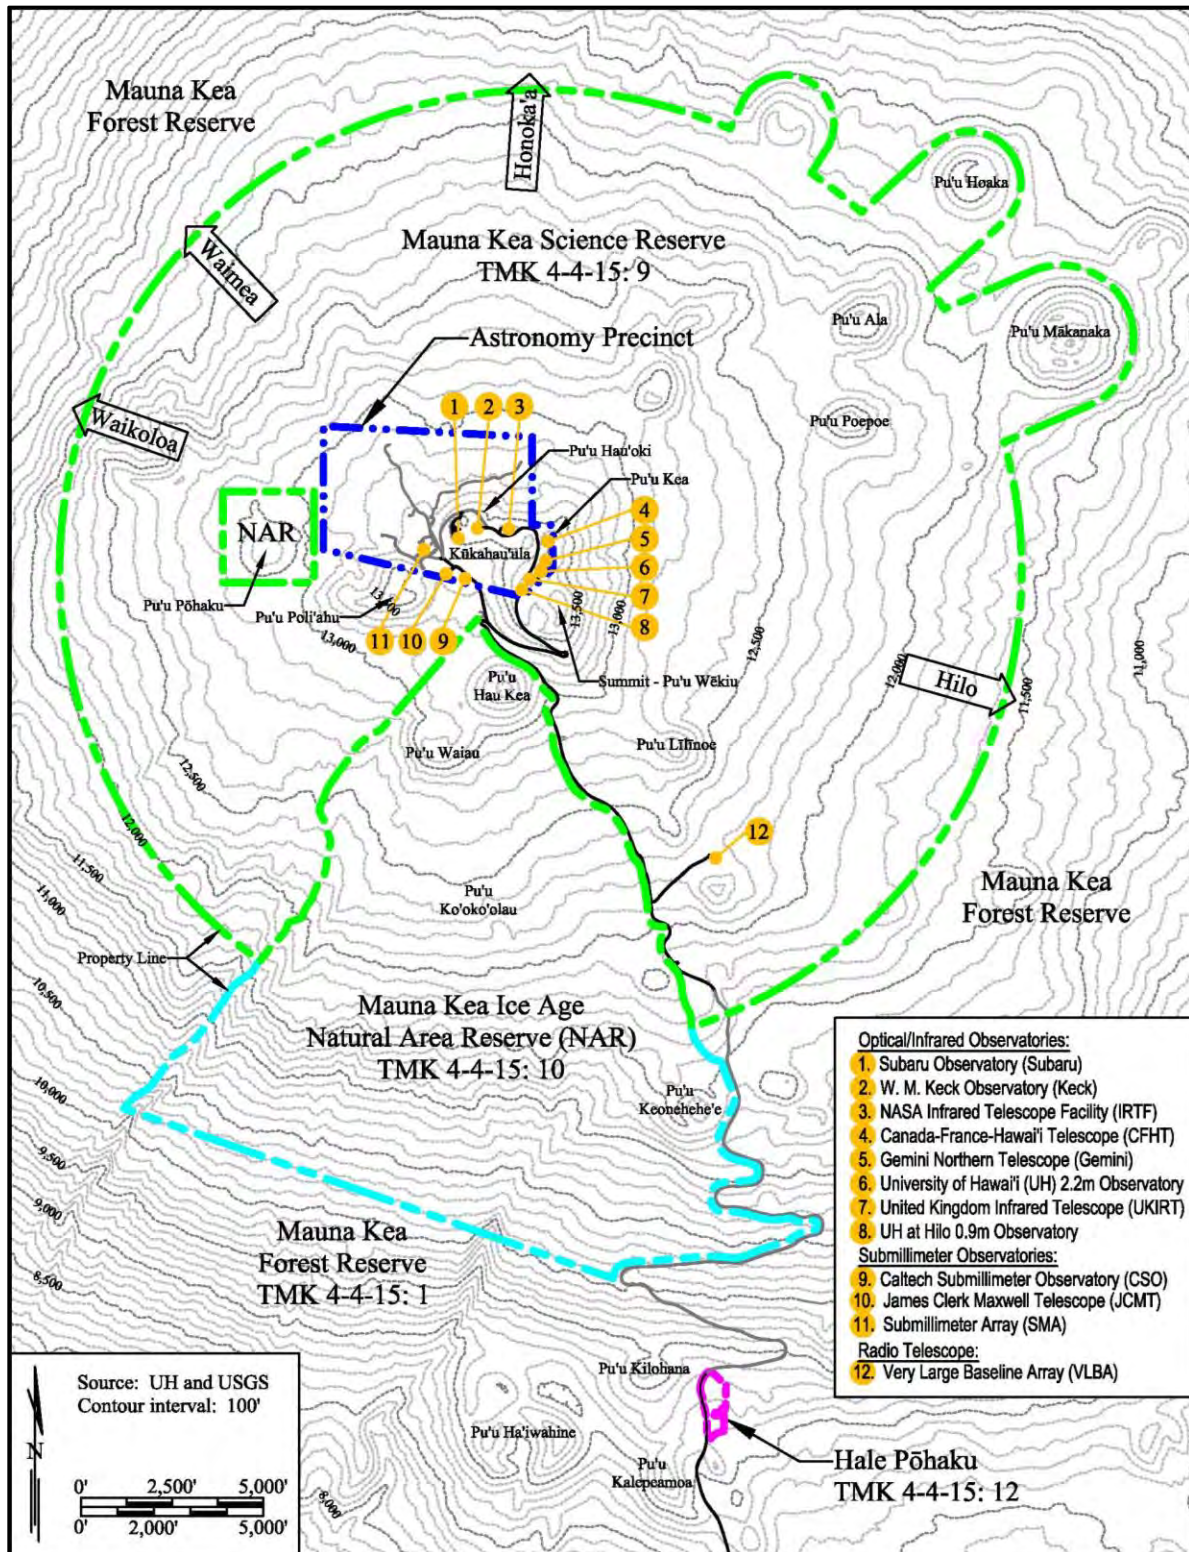 Mauna Kea
Forest Reserve
Honoka'a
Waimea
Waikoloa
Mauna Kea Science Reserve
TMK 4-4-15: 9
Astronomy Precinct
Pu'u Hoaka
Pu'u Ala
Pu'u Mākanaka
Pu'u Poepoe
1
2
3
Pu'u Hau'oki
Pu'u Kea
4
5
6
7
8
NAR
Kūkahau'ula
Pu'u Pōhaku
Pu'u Poli'ahu
13,500
13,000
11
10
9
13,500
13,000
12,500
12,000
11,500
11,000
Summit - Pu'u Wēkiu
Hilo
Pu'u
Hau Kea
Pu'u Waiau
Pu'u Līlīnoe
12,500
12,000
11,500
11,000
12
Pu'u
Ko'oko'olau
Mauna Kea
Forest Reserve
Property Line
10,500
10,000
9,500
9,000
8,500
Mauna Kea Ice Age
Natural Area Reserve (NAR)
TMK 4-4-15: 10
Pu'u
Keonehehe'e
Mauna Kea
Forest Reserve
TMK 4-4-15: 1
Optical/Infrared Observatories:
1. Subaru Observatory (Subaru)
2. W. M. Keck Observatory (Keck)
3. NASA Infrared Telescope Facility (IRTF)
4. Canada-France-Hawai'i Telescope (CFHT)
5. Gemini Northern Telescope (Gemini)
6. University of Hawai'i (UH) 2.2m Observatory
7. United Kingdom Infrared Telescope (UKIRT)
8. UH at Hilo 0.9m Observatory
Submillimeter Observatories:
9. Caltech Submillimeter Observatory (CSO)
10. James Clerk Maxwell Telescope (JCMT)
11. Submillimeter Array (SMA)
Radio Telescope:
12. Very Large Baseline Array (VLBA)
Pu'u Kilohana
Pu'u Ha'iwahine
Pu'u
Kalepeamoa
8,000
Hale Pōhaku
TMK 4-4-15: 12
Source: UH and USGS
Contour interval: 100'
N
0' 2,500' 5,000'
0' 2,000' 5,000'